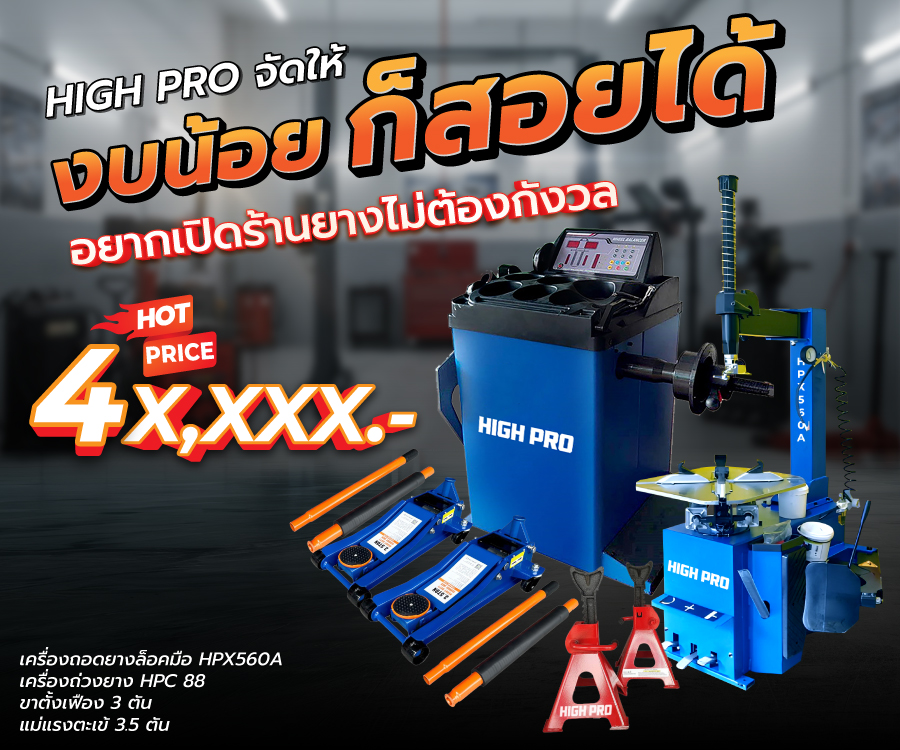 HIGH PRO จัดให้
งบน้อย ก็สอยได้
อยากเปิดร้านยางไม่ต้องกังวล
HOT
PRICE
4X,XXX.-
WHEEL BALANCER
HIGH PRO
HPX560A
HIGH PRO
HIGH PRO
เครื่องถอดยางล้อคมือ HPX560A
เครื่องถ่วงยาง HPC 88
ขาตั้งเฟือง 3 ตัน
แม่แรงตะเข้ 3.5 ตัน